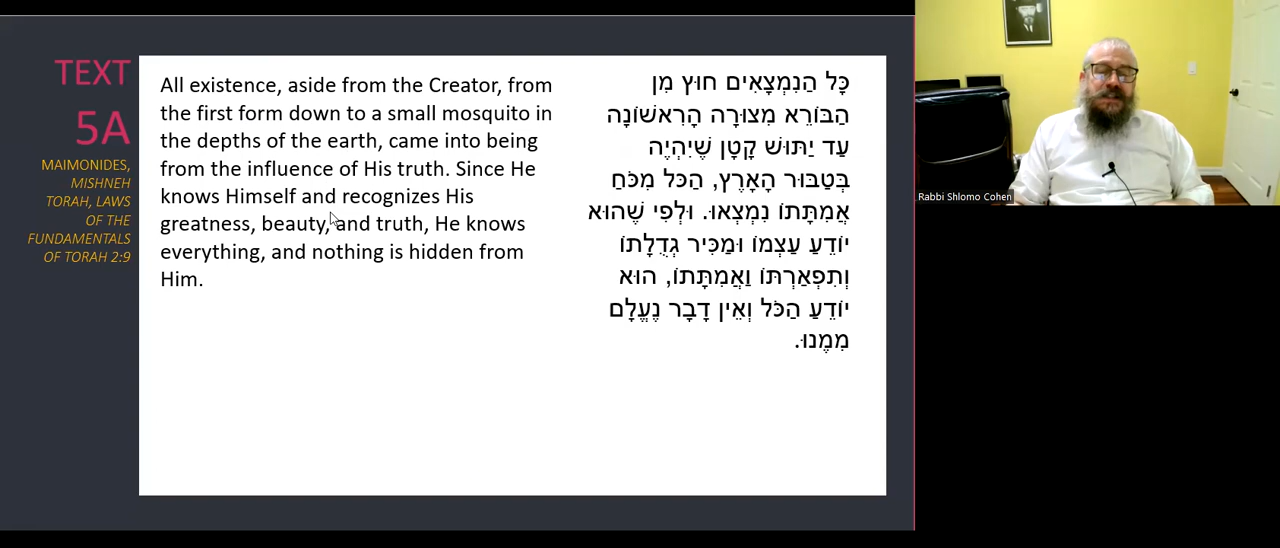 TEXT
5A
MAIMONIDES,
MISHNEH
TORAH, LAWS
OF THE
FUNDAMENTALS
OF TORAH 2:9
All existence, aside from the Creator, from
the first form down to a small mosquito in
the depths of the earth, came into being
from the influence of His truth. Since He
knows Himself and recognizes His
greatness, beauty, and truth, He knows
everything, and nothing is hidden from
Him.
כָּל הַנִּמְצָאִים חוּץ מִן
הַבּוֹרֵא מִצּוּרָה הָרִאשׁוֹנָה
עַד יַתּוּשׁ קָטָן שֶׁיִּהְיֶה
בְּטַבּוּר הָאָרֶץ, הַכֹּל מִכֹּחַ
אֲמִתָּתוֹ נִמְצְאוּ. וּלְפִי שֶׁהוּא
יוֹדֵעַ עַצְמוֹ וּמַכִּיר גְדֻלָּתוֹ
וְתִפְאַרְתּוֹ וַאֲמִתָּתוֹ, הוּא
יוֹדֵעַ הַכֹּל וְאֵין דָבָר נֶעֱלָם
מִמֶּנוּ.
Rabbi Shlomo Cohen